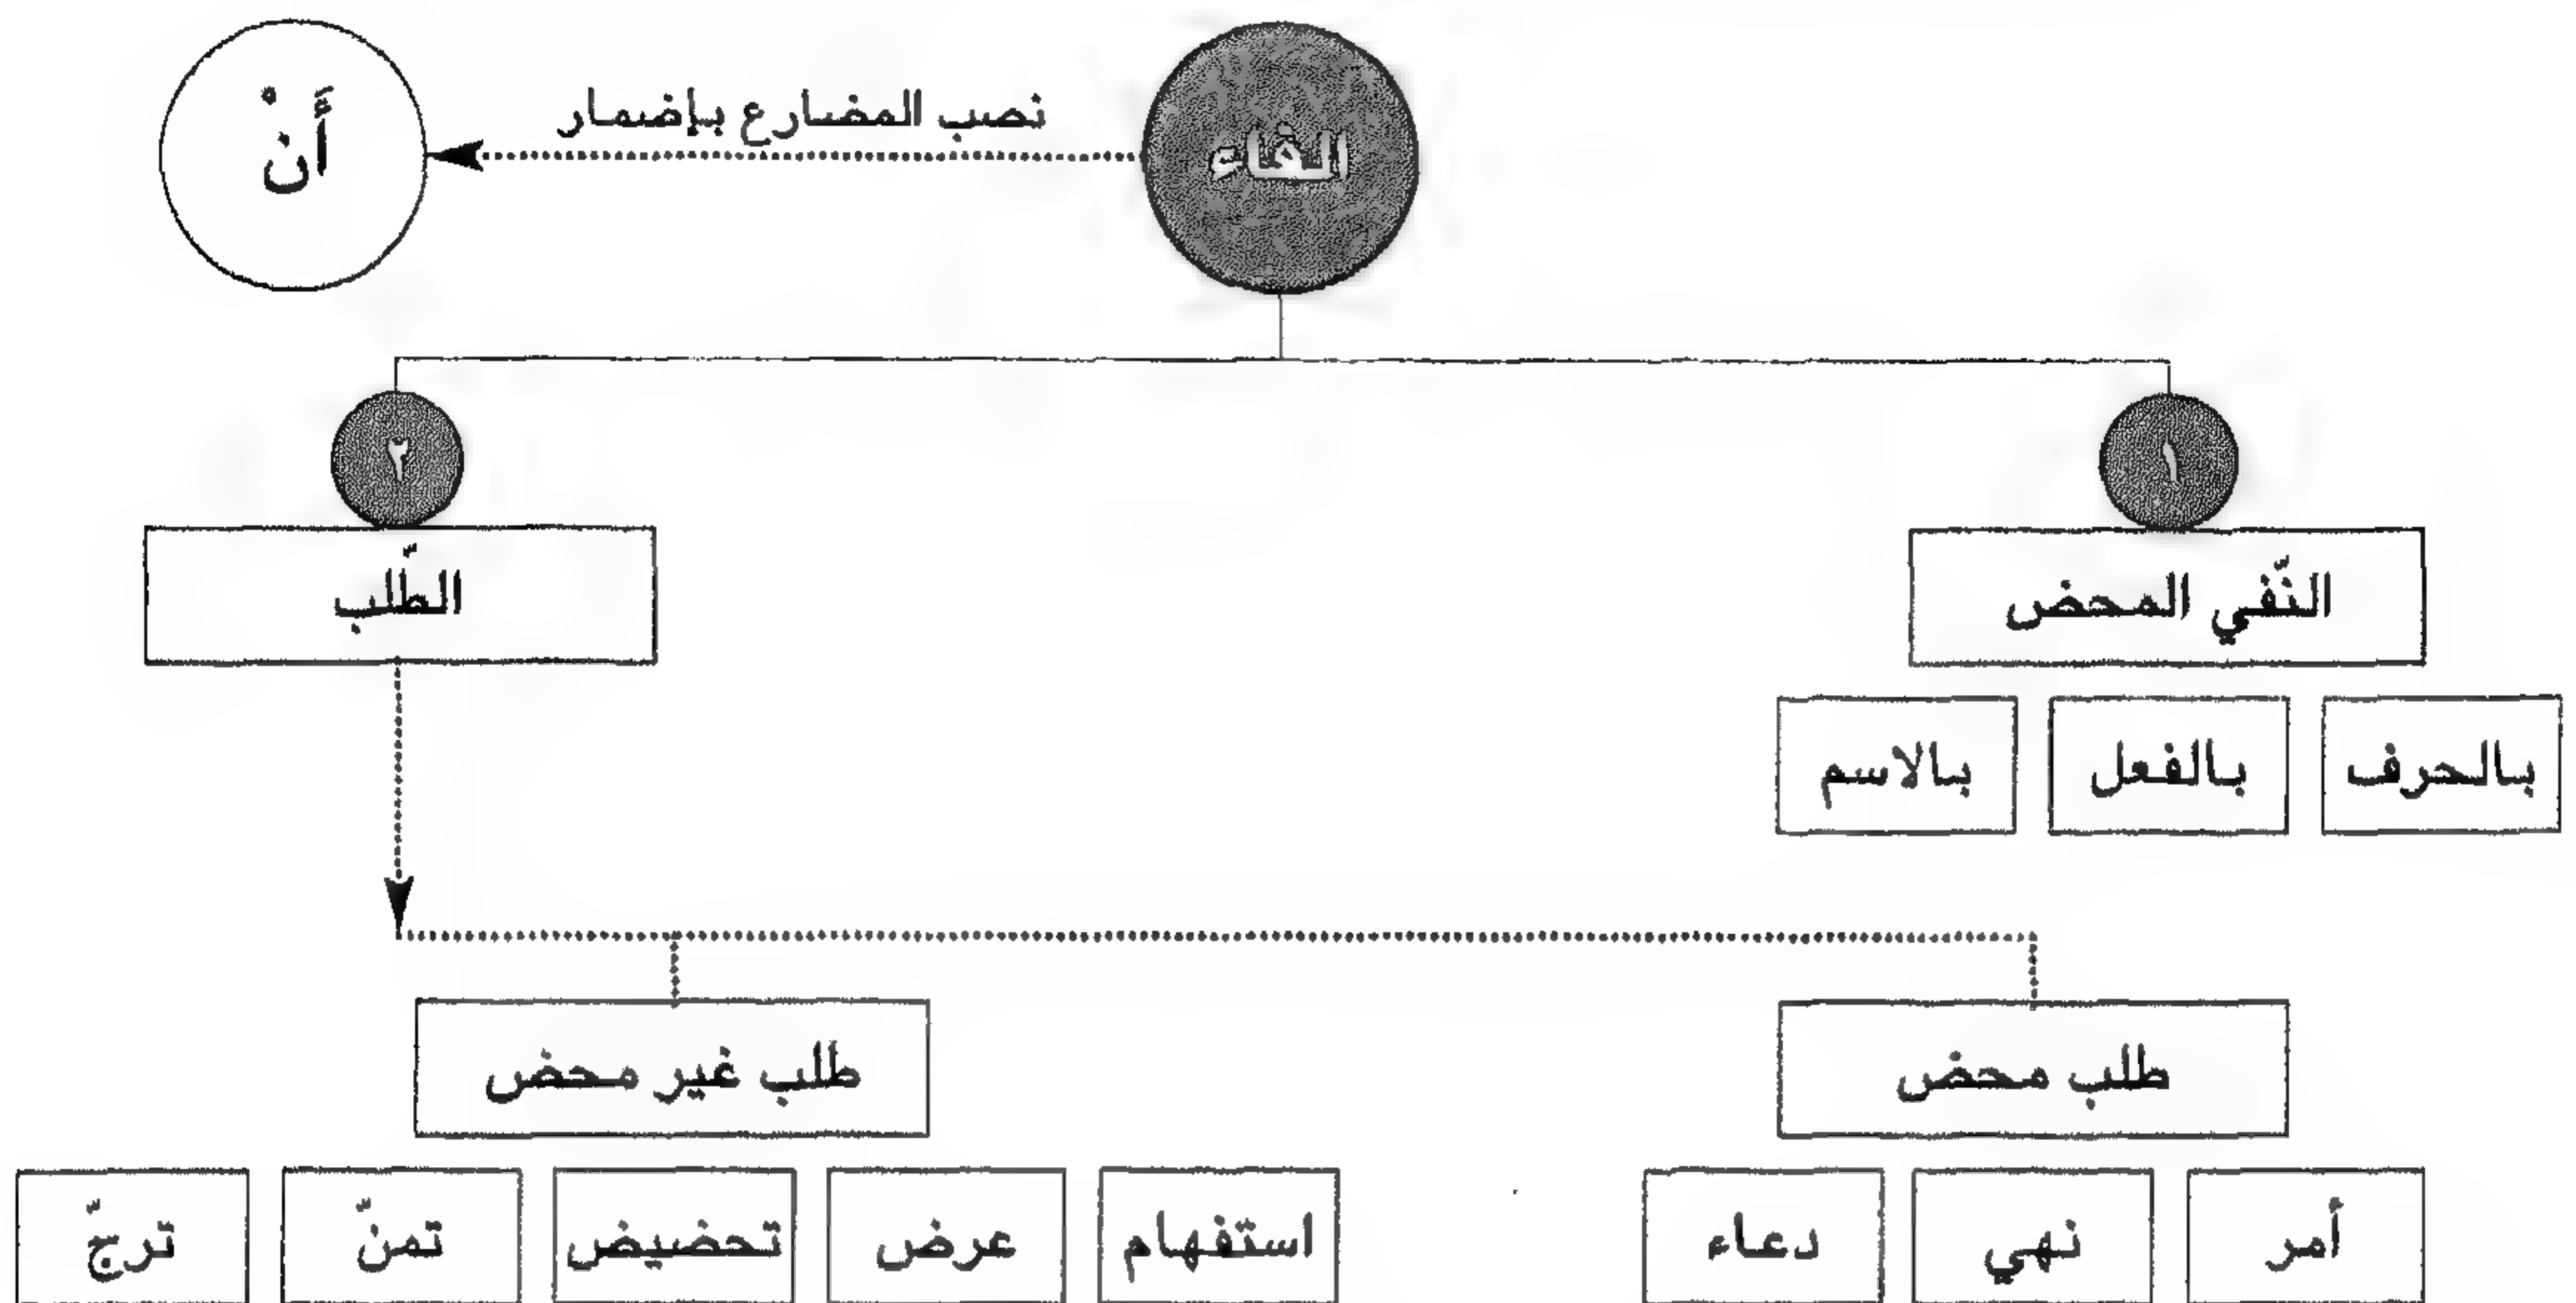 الفاء
نصب المضارع بإضمار
أَنْ
١
النّفي المحض
بالحرف
بالفعل
بالاسم
٢
الطّلب
طلب محض
أمر
نهي
دعاء
طلب غير محض
استفهام
عرض
تحضيض
تمنّ
ترجّ